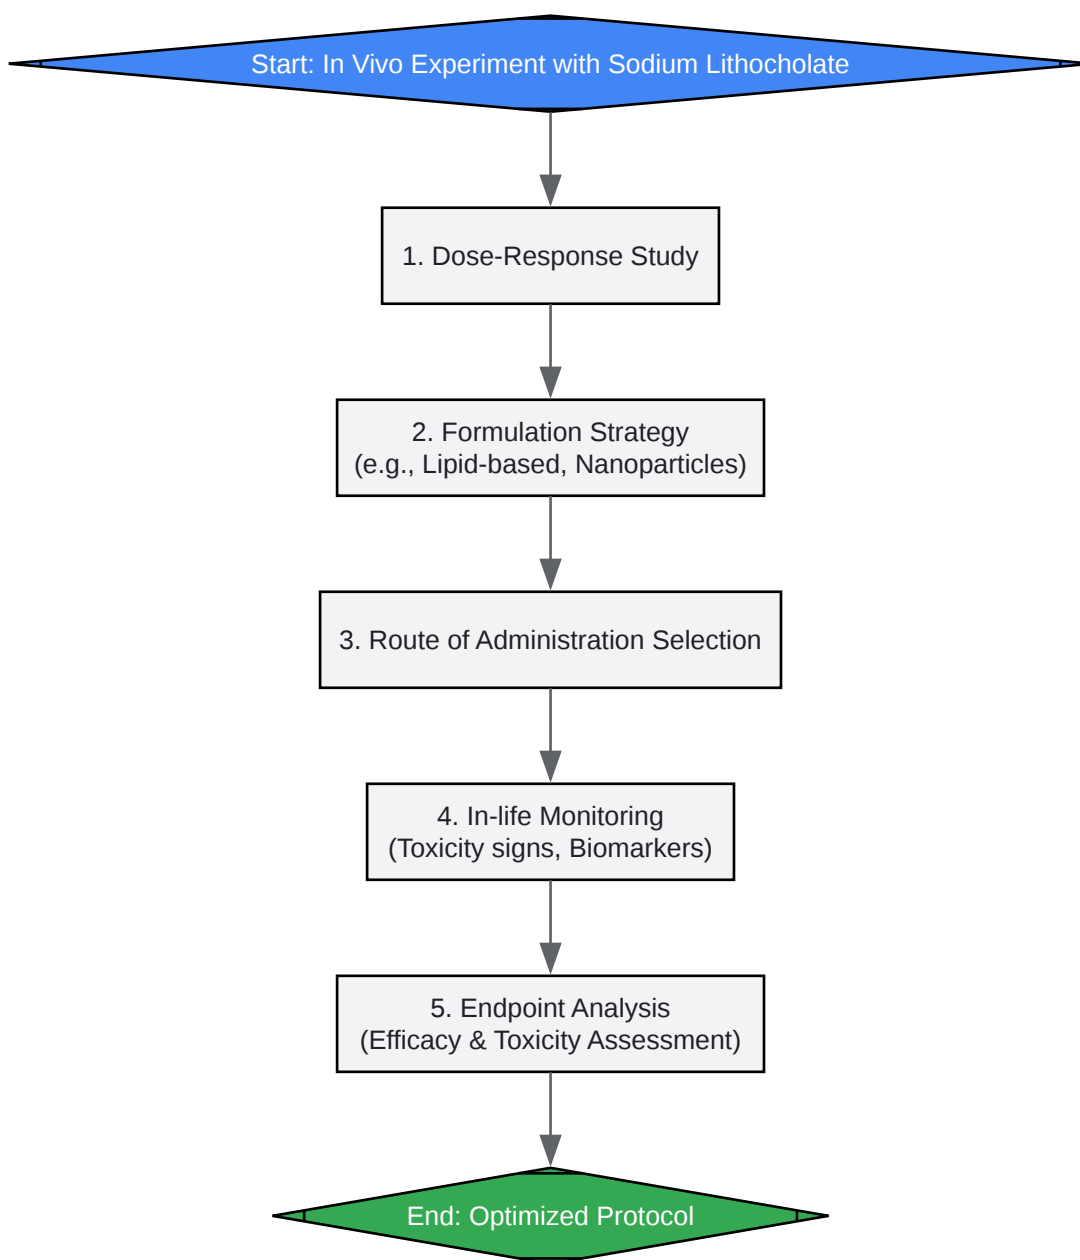 Start: In Vivo Experiment with Sodium Lithocholate
1. Dose-Response Study
2. Formulation Strategy
(e.g., Lipid-based, Nanoparticles)
3. Route of Administration Selection
4. In-life Monitoring
(Toxicity signs, Biomarkers)
5. Endpoint Analysis
(Efficacy & Toxicity Assessment)
End: Optimized Protocol